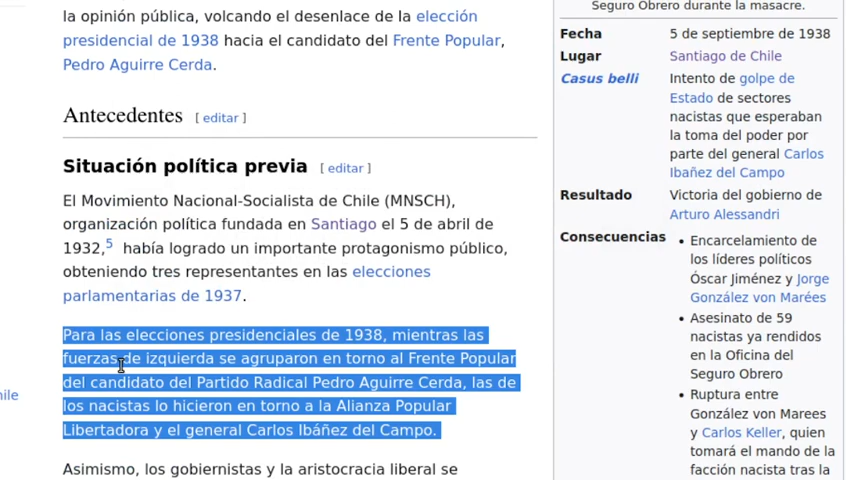 la opinión pública, volcando el desenlace de la elección
presidencial de 1938 hacia el candidato del Frente Popular,
Pedro Aguirre Cerda.
Antecedentes [ editar ]
Situación política previa [ editar ]
El Movimiento Nacional-Socialista de Chile (MNSCH),
organización política fundada en Santiago el 5 de abril de
1932,5 había logrado un importante protagonismo público,
obteniendo tres representantes en las elecciones
parlamentarias de 1937.
Para las elecciones presidenciales de 1938, mientras las
fuerzas de izquierda se agruparon en torno al Frente Popular
del candidato del Partido Radical Pedro Aguirre Cerda, las de
los nacistas lo hicieron en torno a la Alianza Popular
Libertadora y el general Carlos Ibáñez del Campo.
Asimismo, los gobiernistas y la aristocracia liberal se
Seguro Obrero durante la masacre.
Fecha 5 de septiembre de 1938
Lugar Santiago de Chile
Casus belli Intento de golpe de
Estado de sectores
nacistas que esperaban
la toma del poder por
parte del general Carlos
Ibañez del Campo
Resultado Victoria del gobierno de
Arturo Alessandri
Consecuencias • Encarcelamiento de
los líderes políticos
Óscar Jiménez y Jorge
González von Marées
• Asesinato de 59
nacistas ya rendidos
en la Oficina del
Seguro Obrero
• Ruptura entre
González von Marees
y Carlos Keller, quien
tomará el mando de la
facción nacista tras la